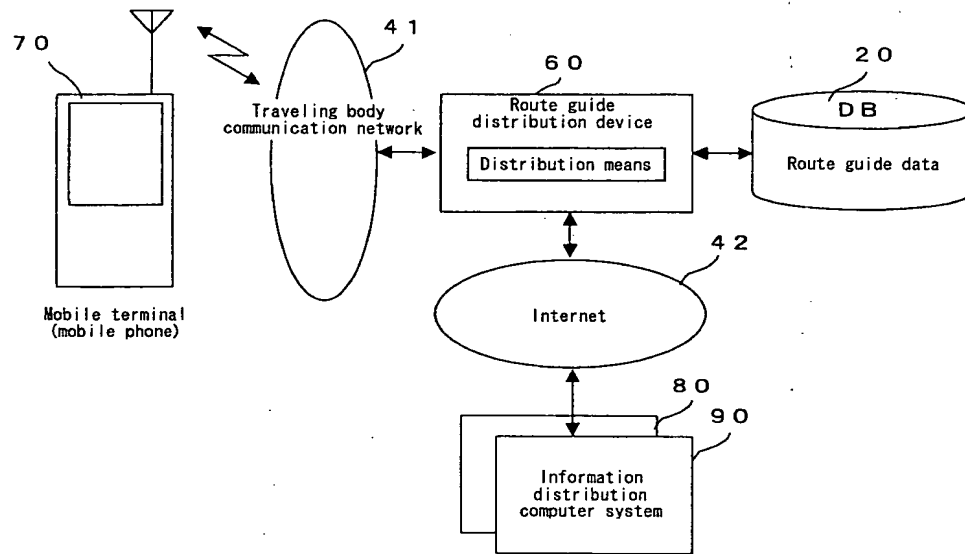 70
41
60
20
Traveling body
communication network
Route guide
distribution device
Distribution means
DB
Route guide data
42
Mobile terminal
(mobile phone)
Internet
80
90
Information
distribution
computer system